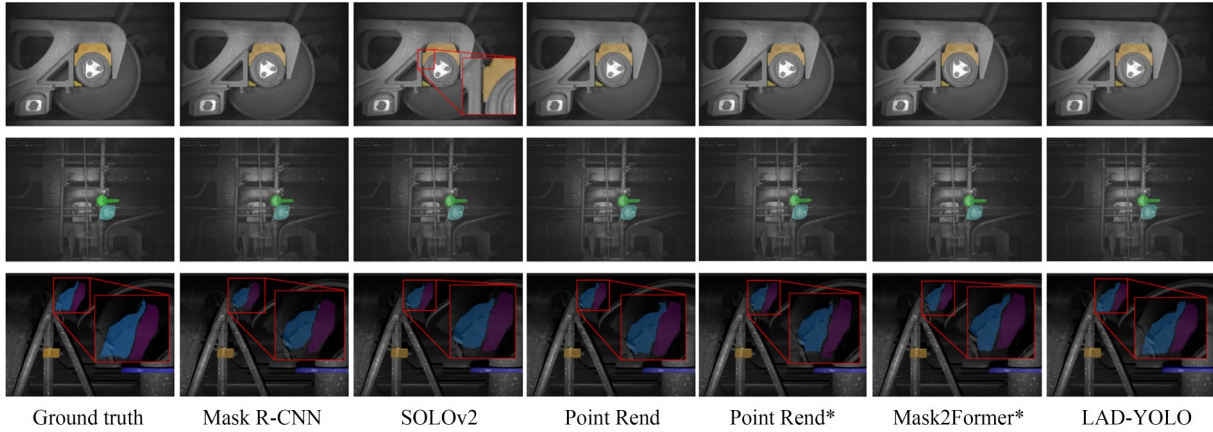 Ground truth
Mask R-CNN
SOLOv2
Point Rend
Point Rend*
Mask2Former*
LAD-YOLO